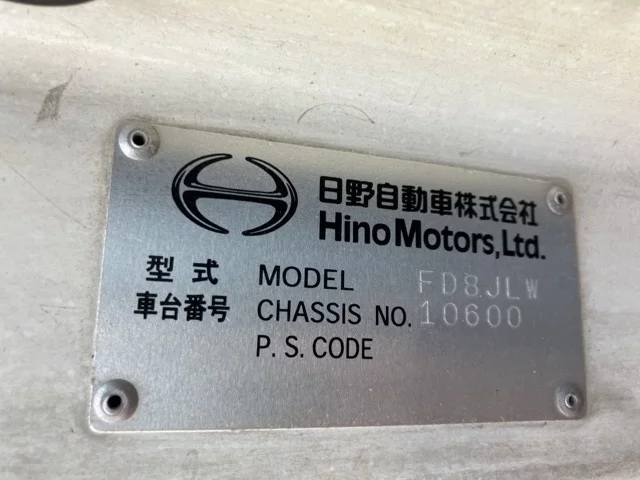 日野自動車株式会社
Hino Motors, Ltd.
型式 MODEL FD8JLW
車台番号 CHASSIS NO. 10600
P. S. CODE